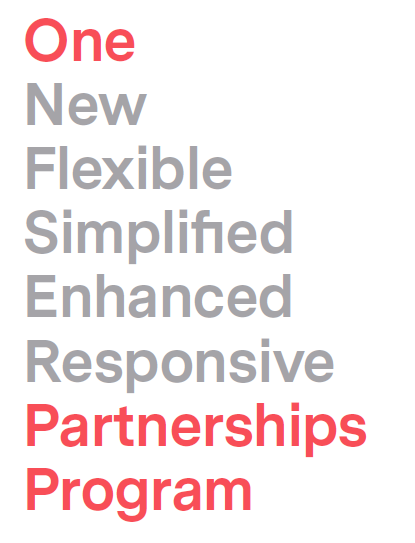 One
New
Flexible
Simplified
Enhanced
Responsive
Partnerships
Program